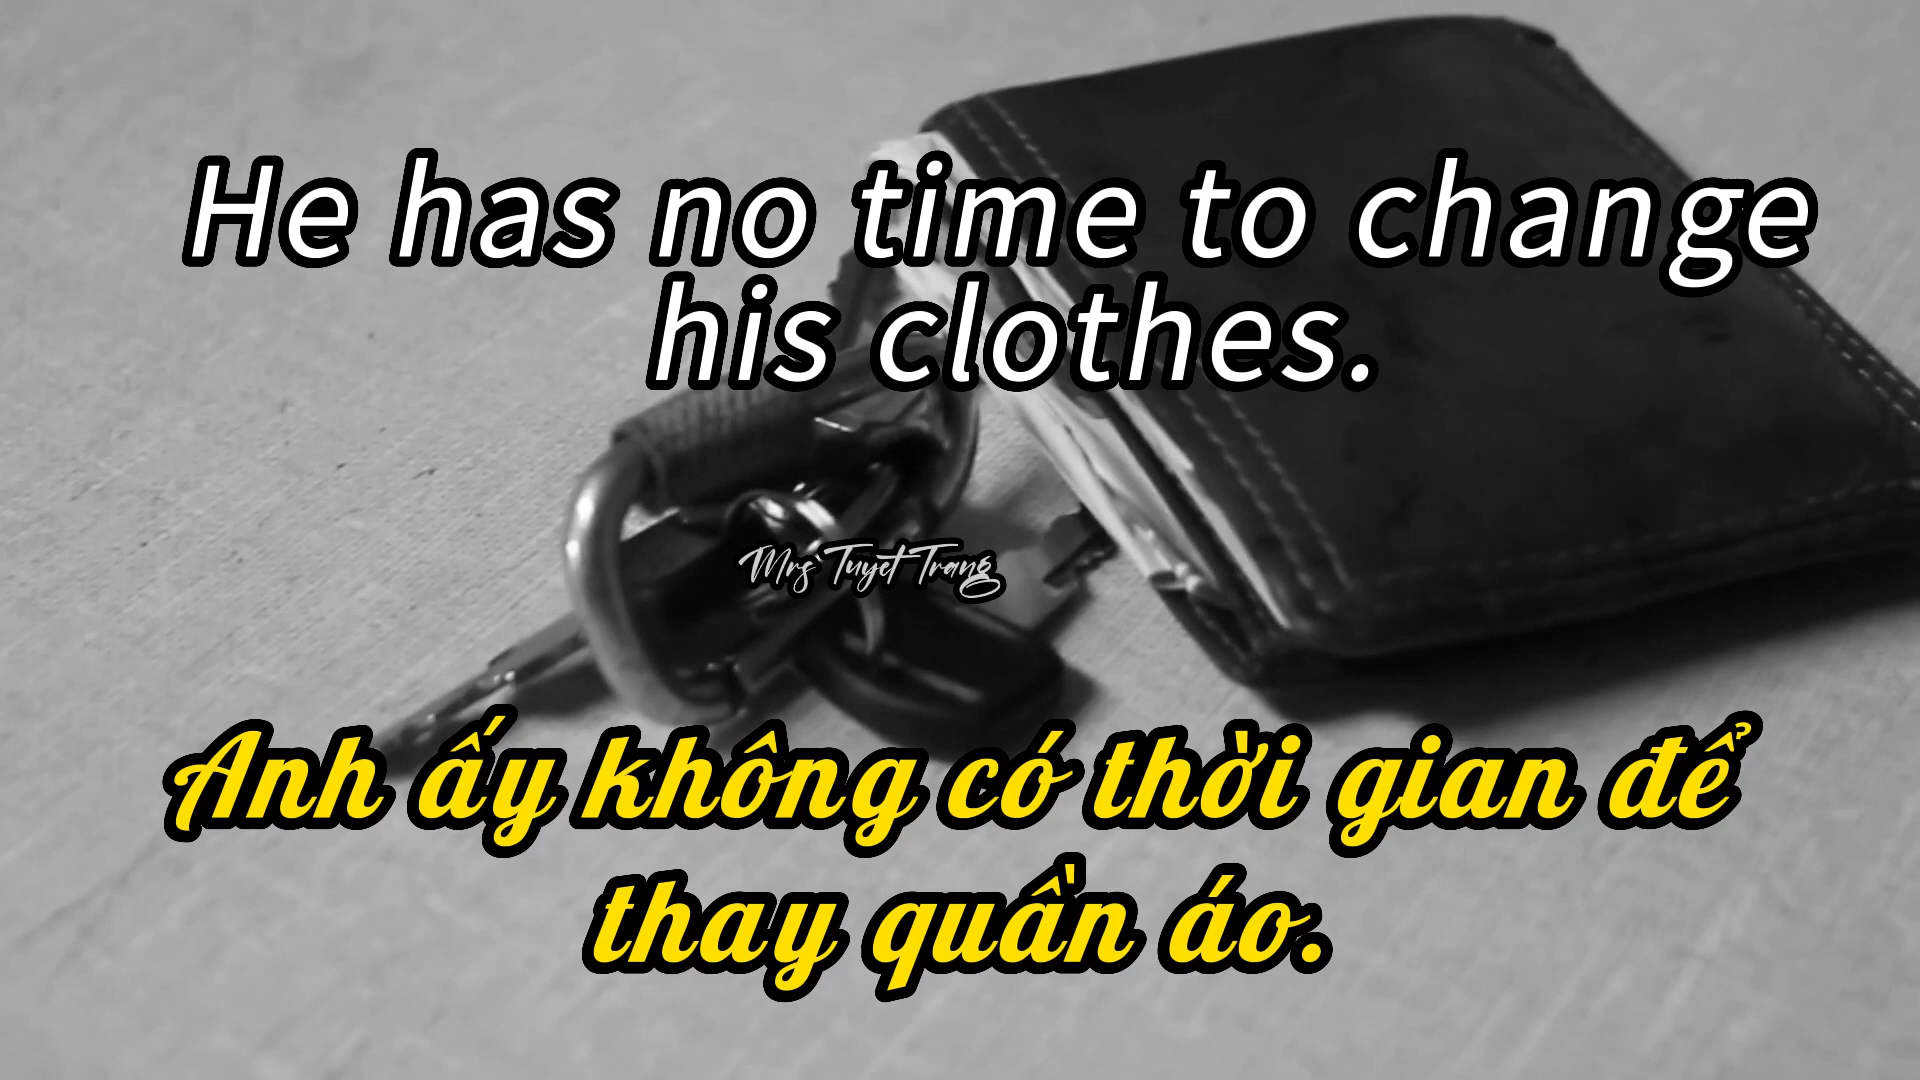 He has no time to change
his clothes.
Mrs Tuyet Trang
Anh ấy không có thời gian để
thay quần áo.